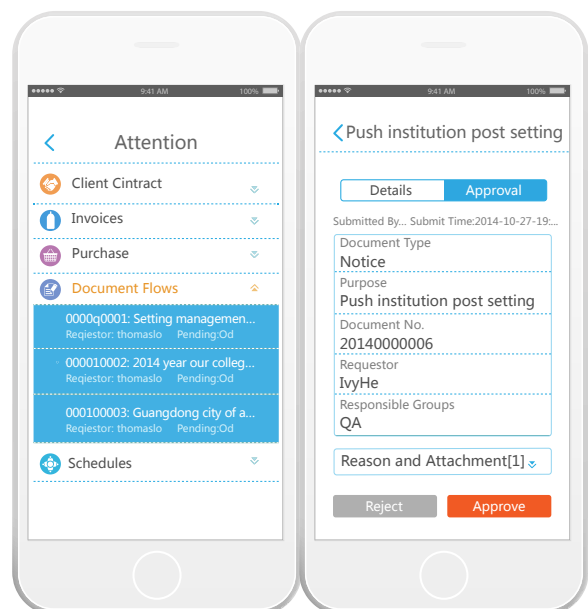 9:41 AM
100%
Attention
Client Cintract
Invoices
Purchase
Document Flows
0000q0001: Setting managemen...
Reqiestor: thomaslo Pending:Od
000010002: 2014 year our colleg...
Reqiestor: thomaslo Pending:Od
000100003: Guangdong city of a...
Reqiestor: thomaslo Pending:Od
Schedules
9:41 AM
100%
Push institution post setting
Details
Approval
Submitted By... Submit Time:2014-10-27-19:...
Document Type
Notice
Purpose
Push institution post setting
Document No.
20140000006
Requestor
IvyHe
Responsible Groups
QA
Reason and Attachment[1]
Reject
Approve